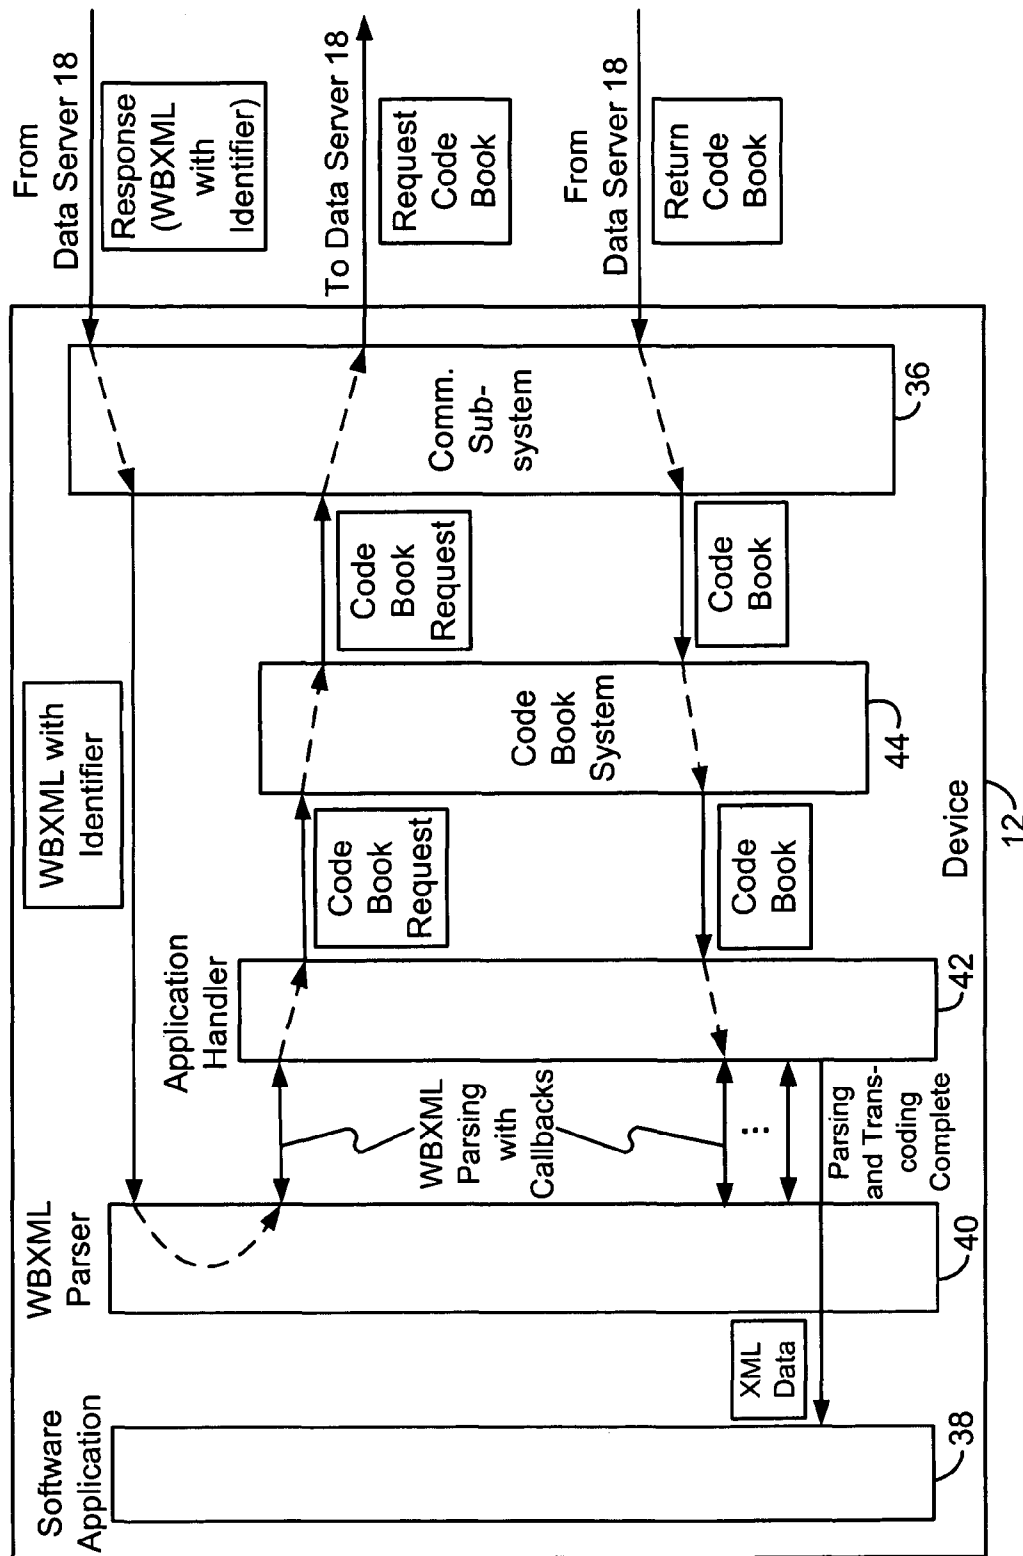 Software
Application
38
WBXML
Parser
40
XML
Data
Application
Handler
42
WBXML
Parsing
with
Callbacks
...
Parsing
and Trans-
coding
Complete
WBXML with
Identifier
Code
Book
Request
Code
Book
Code
Book
System
44
Code
Book
Request
Code
Book
Comm.
Sub-
system
36
Device
12
From
Data Server 18
Response
(WBXML
with
Identifier)
To Data Server 18
Request
Code
Book
From
Data Server 18
Return
Code
Book